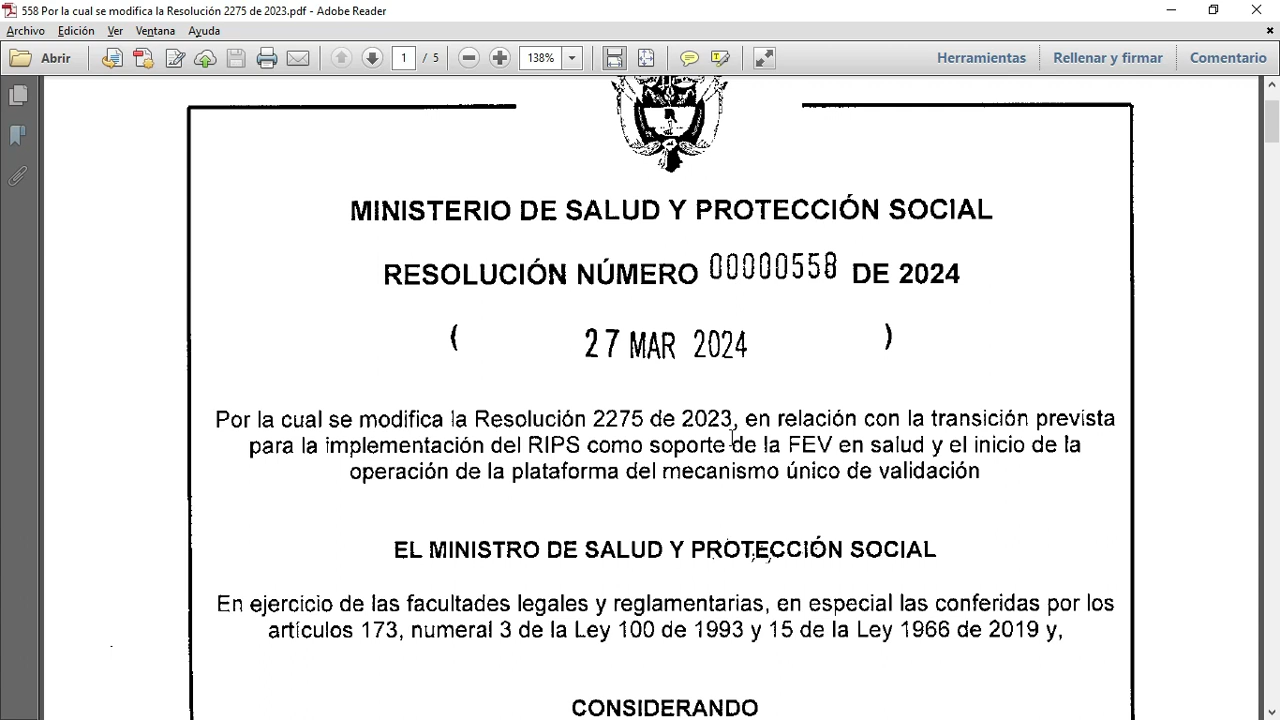 558 Por la cual se modifica la Resolución 2275 de 2023.pdf - Adobe Reader
Archivo Edición Ver Ventana Ayuda
Abrir 1 / 5 138% Herramientas Rellenar y firmar Comentario
MINISTERIO DE SALUD Y PROTECCIÓN SOCIAL
RESOLUCIÓN NÚMERO 00000558 DE 2024
( 27 MAR 2024 )
Por la cual se modifica la Resolución 2275 de 2023, en relación con la transición prevista
para la implementación del RIPS como soporte de la FEV en salud y el inicio de la
operación de la plataforma del mecanismo único de validación
EL MINISTRO DE SALUD Y PROTECCIÓN SOCIAL
En ejercicio de las facultades legales y reglamentarias, en especial las conferidas por los
artículos 173, numeral 3 de la Ley 100 de 1993 y 15 de la Ley 1966 de 2019 y,
CONSIDERANDO